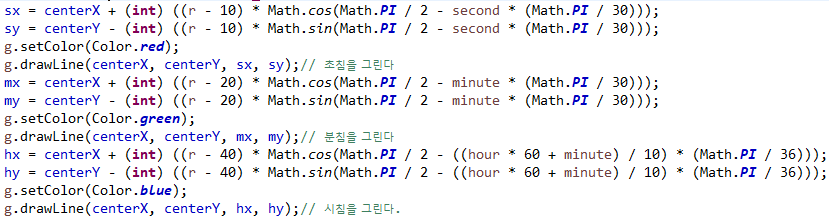 sx = centerX + (int) ((r - 10) * Math.cos(Math.PI / 2 - second * (Math.PI / 30)));
sy = centerY - (int) ((r - 10) * Math.sin(Math.PI / 2 - second * (Math.PI / 30)));
g.setColor(Color.red);
g.drawLine(centerX, centerY, sx, sy);// 초침을 그린다
mx = centerX + (int) ((r - 20) * Math.cos(Math.PI / 2 - minute * (Math.PI / 30)));
my = centerY - (int) ((r - 20) * Math.sin(Math.PI / 2 - minute * (Math.PI / 30)));
g.setColor(Color.green);
g.drawLine(centerX, centerY, mx, my);// 분침을 그린다
hx = centerX + (int) ((r - 40) * Math.cos(Math.PI / 2 - ((hour * 60 + minute) / 10) * (Math.PI / 36)));
hy = centerY - (int) ((r - 40) * Math.sin(Math.PI / 2 - ((hour * 60 + minute) / 10) * (Math.PI / 36)));
g.setColor(Color.blue);
g.drawLine(centerX, centerY, hx, hy);// 시침을 그린다.